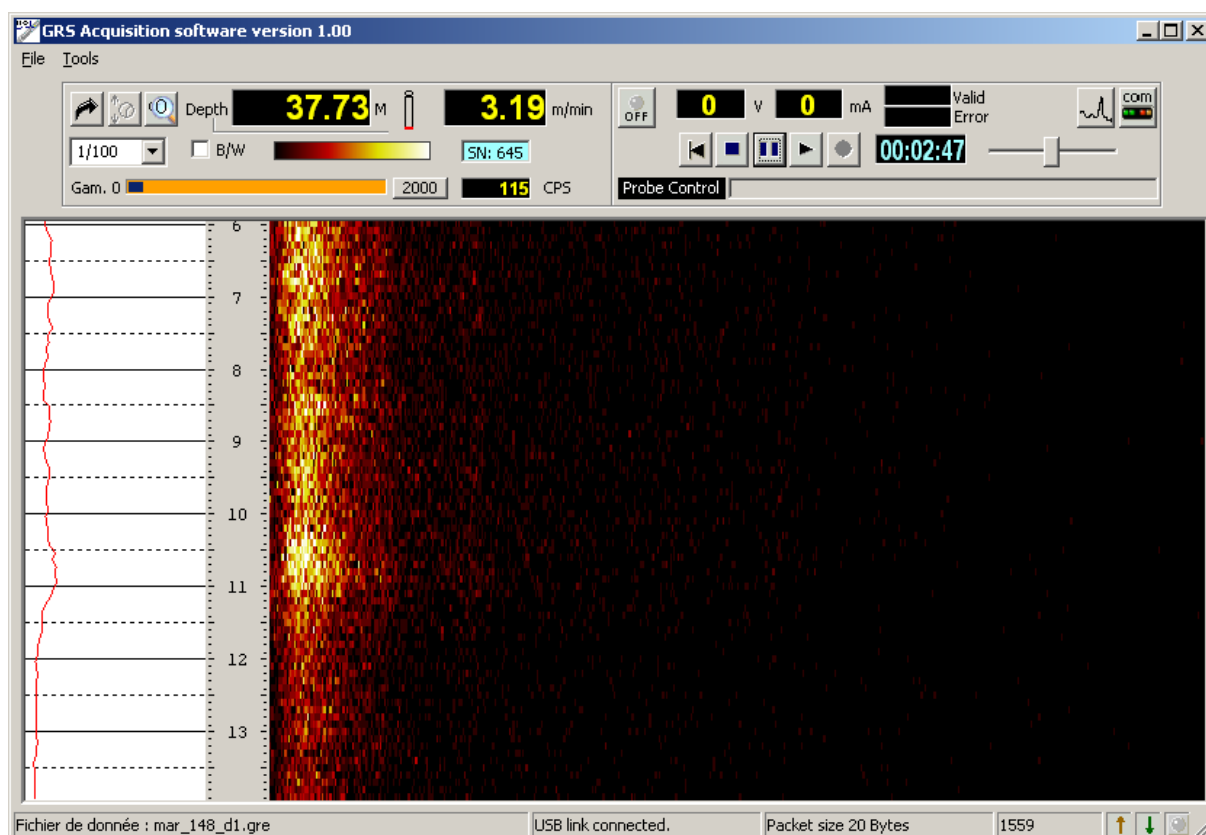 GRS Acquisition software version 1.00
File Tools
Depth 37.73 M 3.19 m/min OFF 0 V 0 mA Valid com
Error
1/100 B/W SN: 645 00:02:47
Gam. 0 2000 115 CPS Probe Control
6
7
8
9
10
11
12
13
Fichier de donnée : mar_148_d1.gre USB link connected. Packet size 20 Bytes 1559